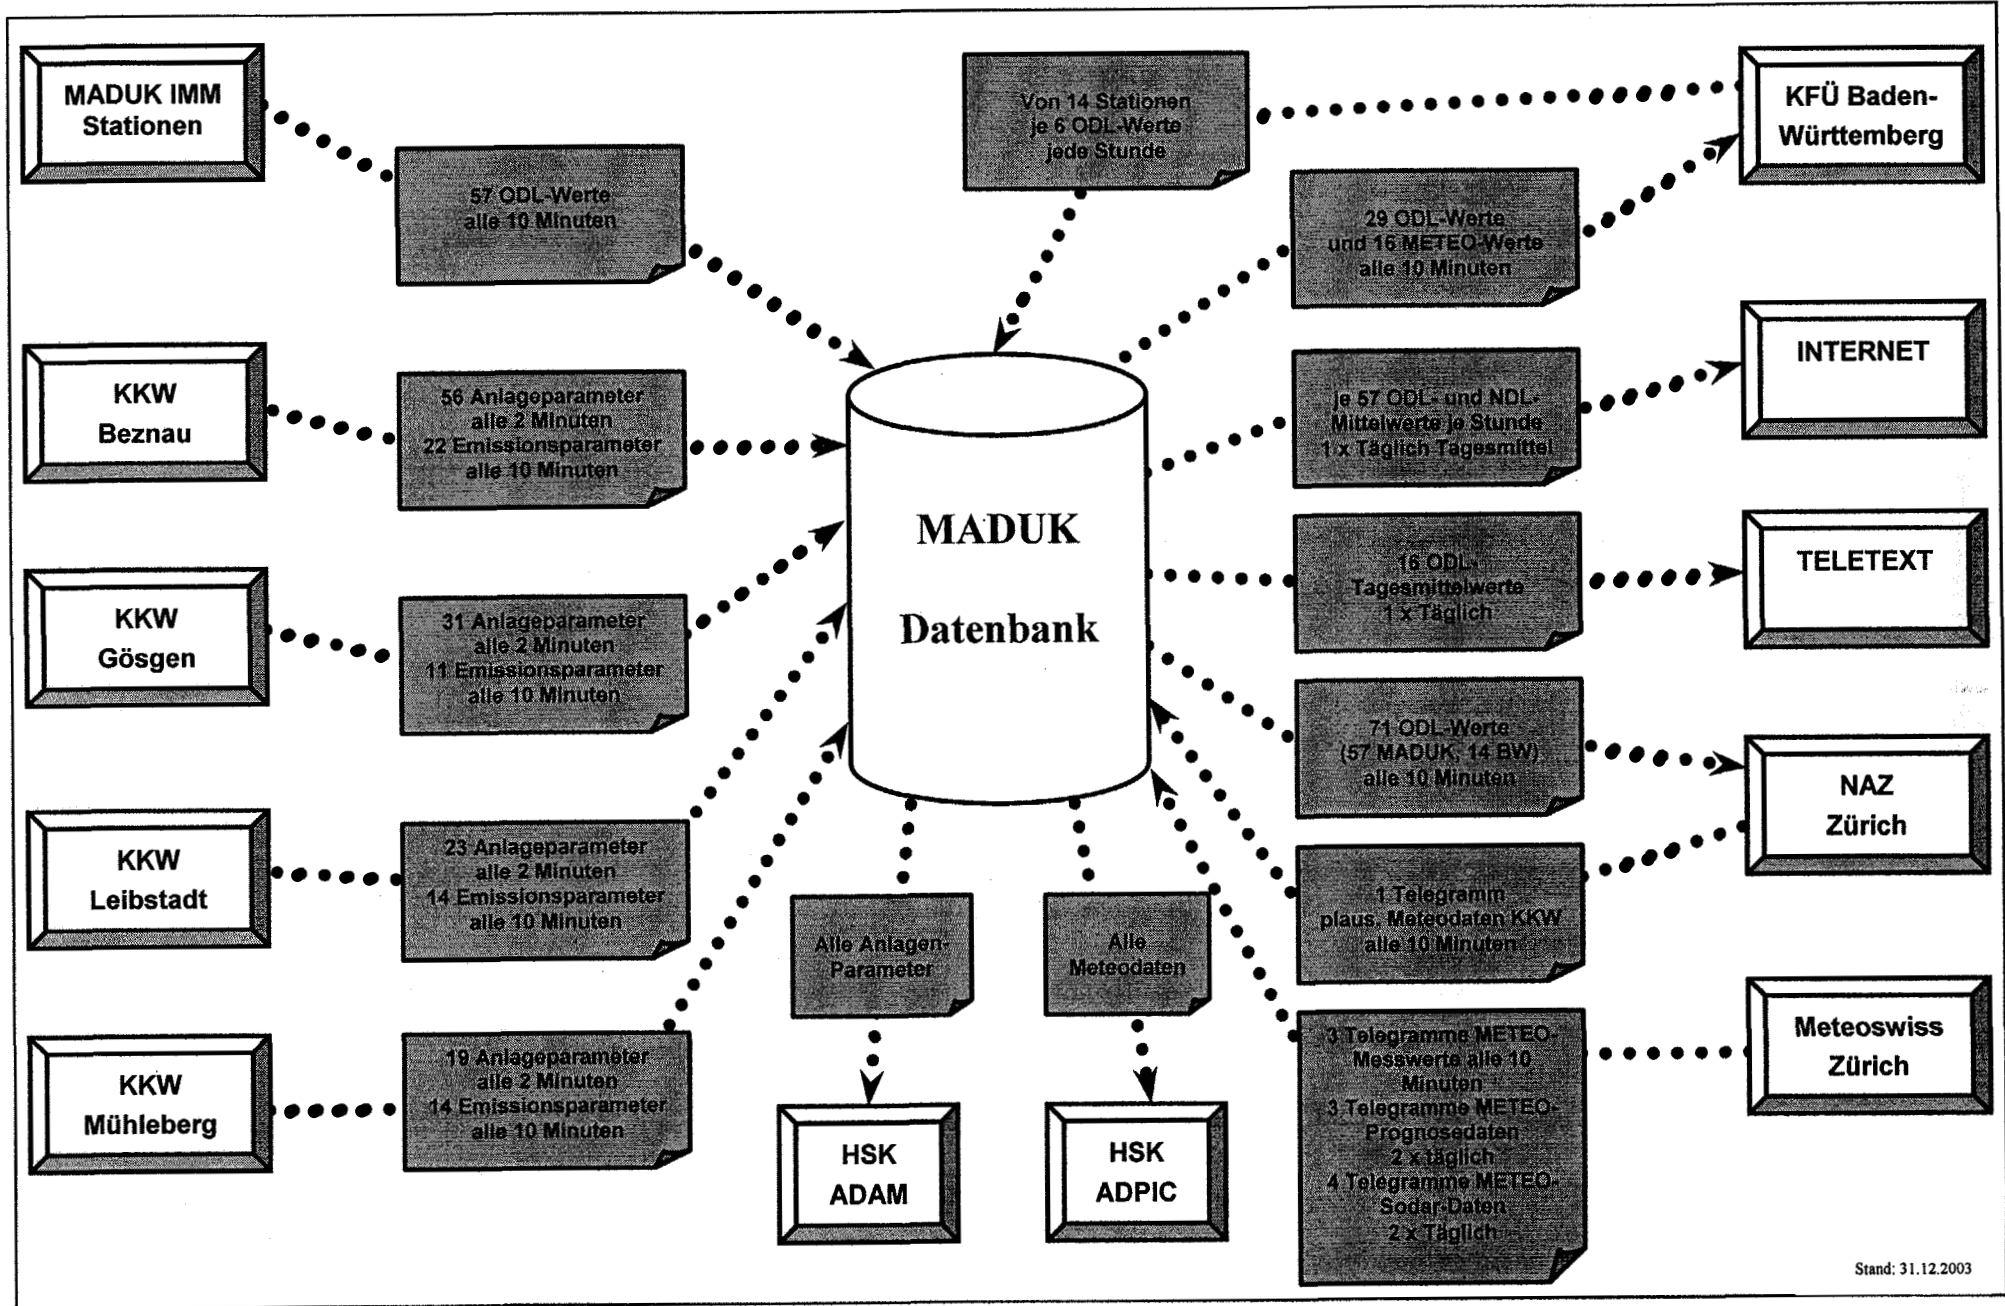 MADUK IMM
Stationen
57 ODL-Werte
alle 10 Minuten
KKW
Beznau
56 Anlageparameter
alle 2 Minuten
22 Emissionsparameter
alle 10 Minuten
KKW
Gösgen
31 Anlageparameter
alle 2 Minuten
11 Emissionsparameter
alle 10 Minuten
KKW
Leibstadt
23 Anlageparameter
alle 2 Minuten
14 Emissionsparameter
alle 10 Minuten
KKW
Mühleberg
19 Anlageparameter
alle 2 Minuten
14 Emissionsparameter
alle 10 Minuten
MADUK
Datenbank
Alle Anlagen-
Parameter
HSK
ADAM
Alle
Meteodaten
HSK
ADPIC
Von 14 Stationen
je 6 ODL-Werte
jede Stunde
KFÜ Baden-
Württemberg
29 ODL-Werte
und 16 METEO-Werte
alle 10 Minuten
je 57 ODL- und NDL-
Mittelwerte je Stunde
1 x Täglich Tagesmittel
INTERNET
16 ODL-
Tagesmittelwerte
1 x Täglich
TELETEXT
71 ODL-Werte
(57 MADUK, 14 BW)
alle 10 Minuten
NAZ
Zürich
1 Telegramm
plaus. Meteodaten KKW
alle 10 Minuten
3 Telegramme METEO-
Messwerte alle 10
Minuten
3 Telegramme METEO-
Prognosedaten
2 x täglich
4 Telegramme METEO-
Sodar-Daten
2 x Täglich
Meteoswiss
Zürich
Stand: 31.12.2003